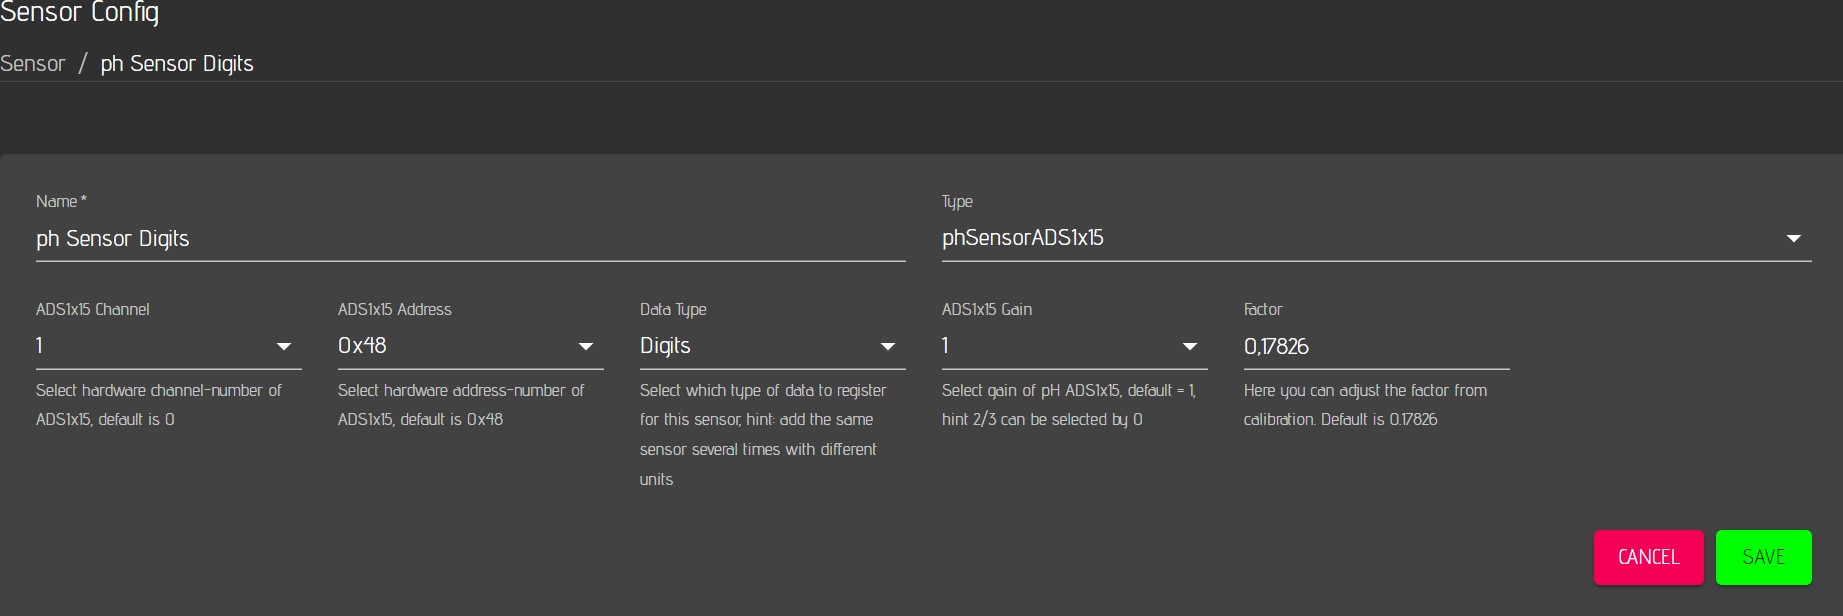 Sensor Config
Sensor / ph Sensor Digits
Name *
ph Sensor Digits
Type
phSensorADS1x15
ADS1x15 Channel
1
Select hardware channel-number of
ADS1x15, default is 0
ADS1x15 Address
0x48
Select hardware address-number of
ADS1x15, default is 0x48
Data Type
Digits
Select which type of data to register
for this sensor, hint: add the same
sensor several times with different
units
ADS1x15 Gain
1
Select gain of pH ADS1x15, default = 1,
hint 2/3 can be selected by 0
Factor
0,17826
Here you can adjust the factor from
calibration. Default is 0.17826
CANCEL
SAVE